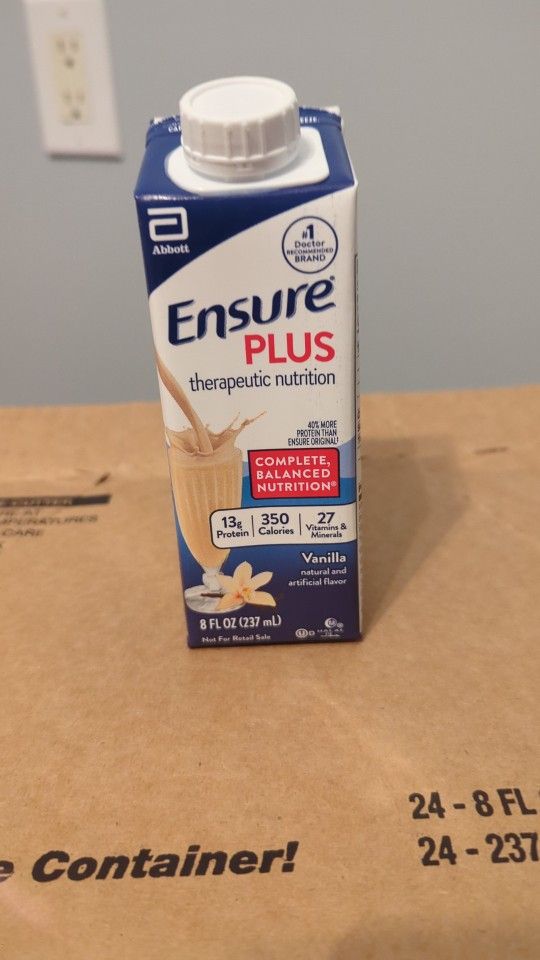 Abbott
#1
Doctor
RECOMMENDED
BRAND
Ensure®
PLUS
therapeutic nutrition
40% MORE
PROTEIN THAN
ENSURE ORIGINAL†
COMPLETE,
BALANCED
NUTRITION®
13g Protein
350 Calories
27 Vitamins & Minerals
Vanilla
natural and
artificial flavor
8 FL OZ (237 mL)
Not For Retail Sale
24 - 8 FL
24 - 237
Container!